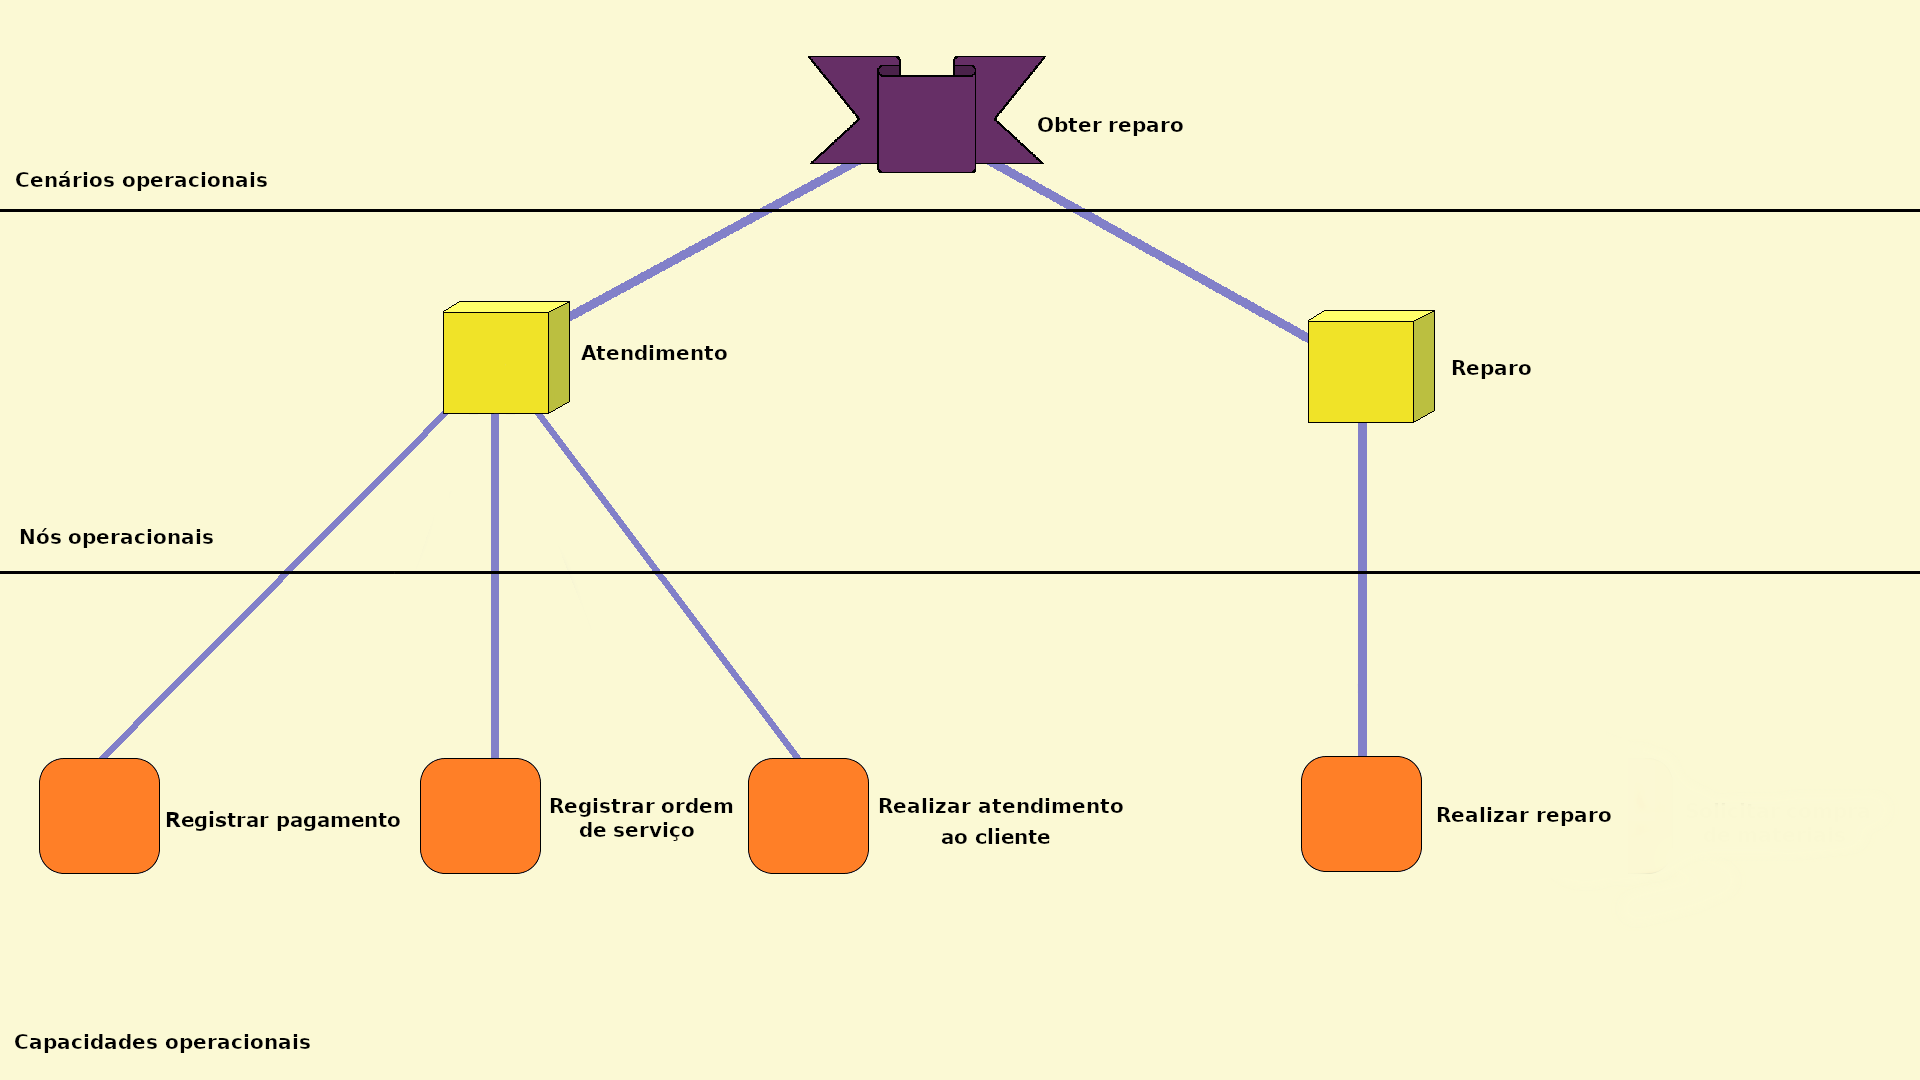 Obter reparo
Cenários operacionais
Atendimento
Reparo
Nós operacionais
Registrar pagamento
Registrar ordem
de serviço
Realizar atendimento
ao cliente
Realizar reparo
Capacidades operacionais